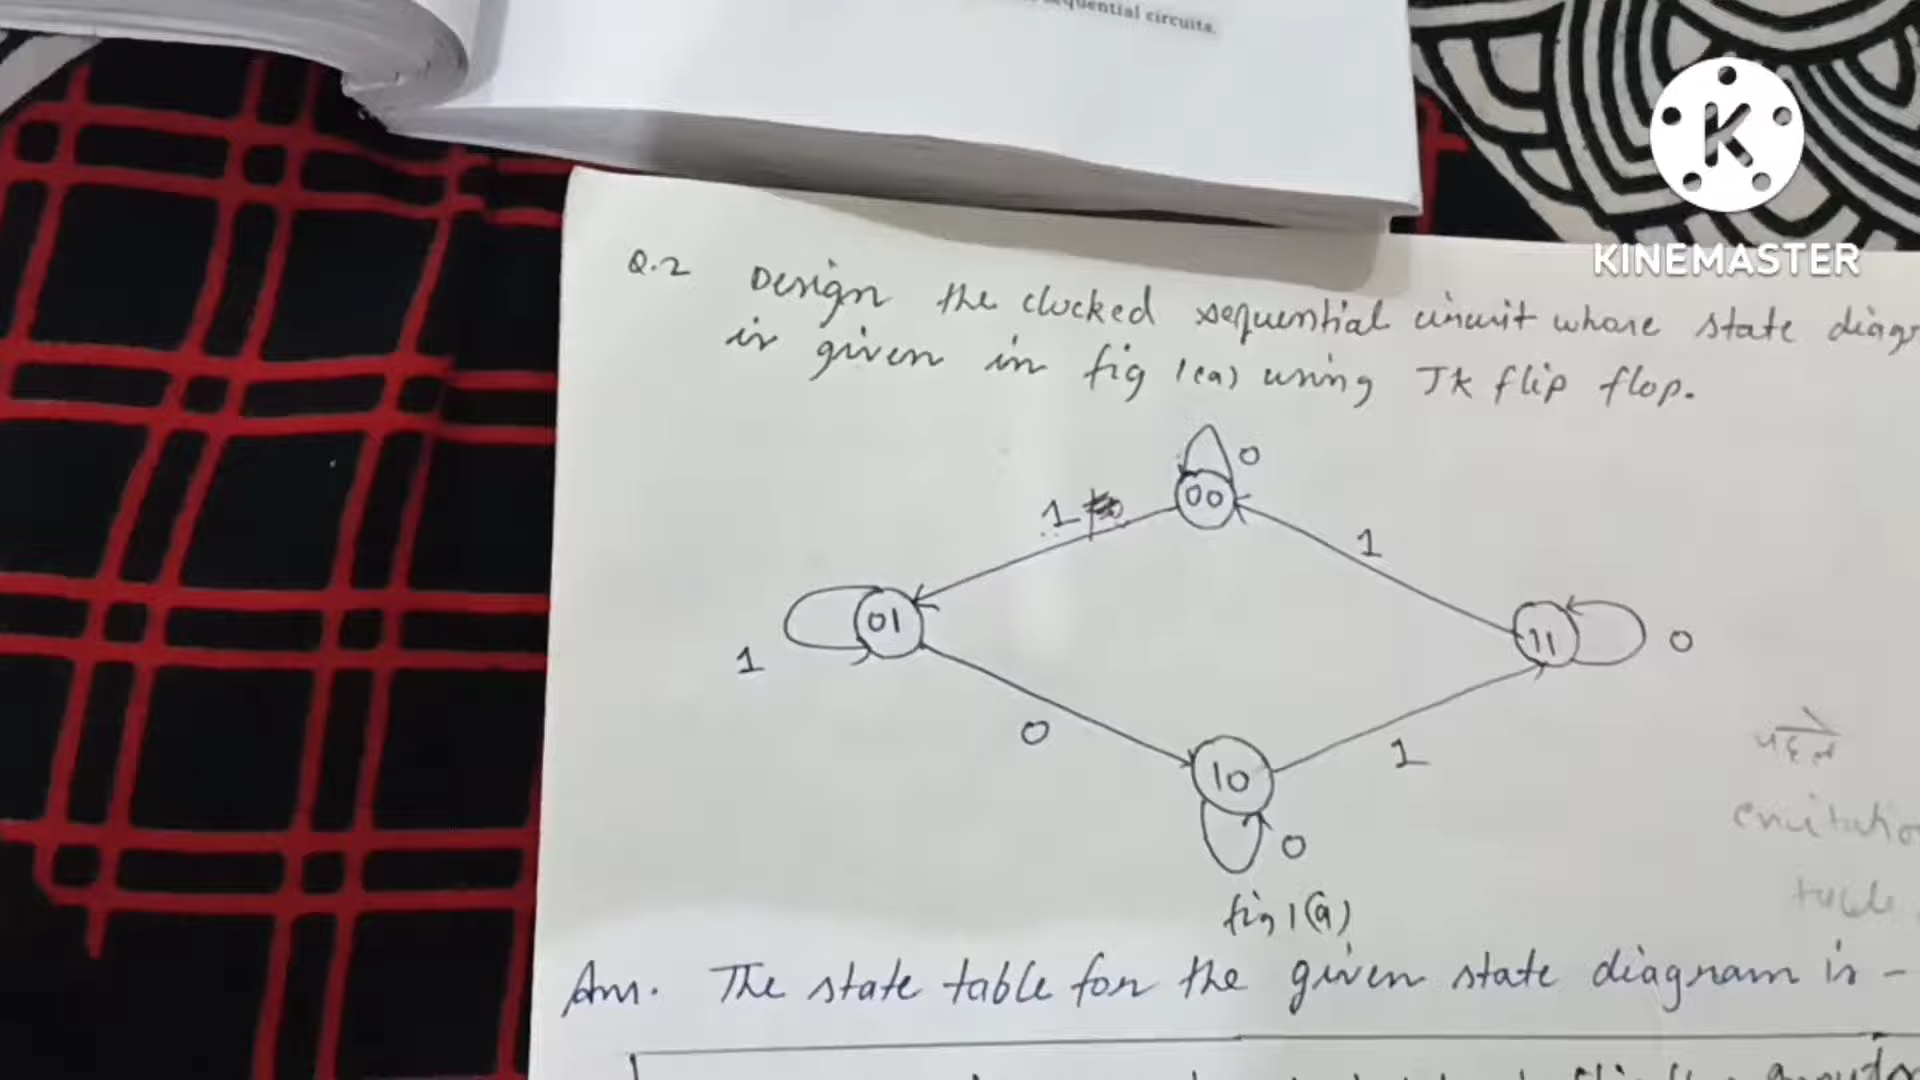 sequential circuits.
K
KINEMASTER
Q.2 Design the clocked sequential circuit whose state diagr
is given in fig 1(a) using JK flip flop.
0
00
1
1
01
11
1
0
0
10
1
0
fig 1(a)
table
Ans. The state table for the given state diagram is -